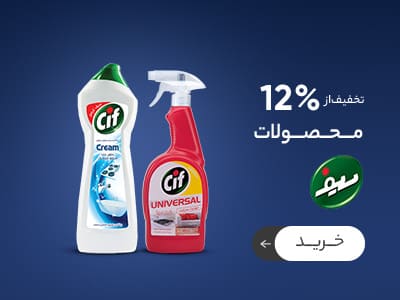 تخفیف از 12%
محصولات
سیف
خرید
Cif
Cream
Cif
UNIVERSAL